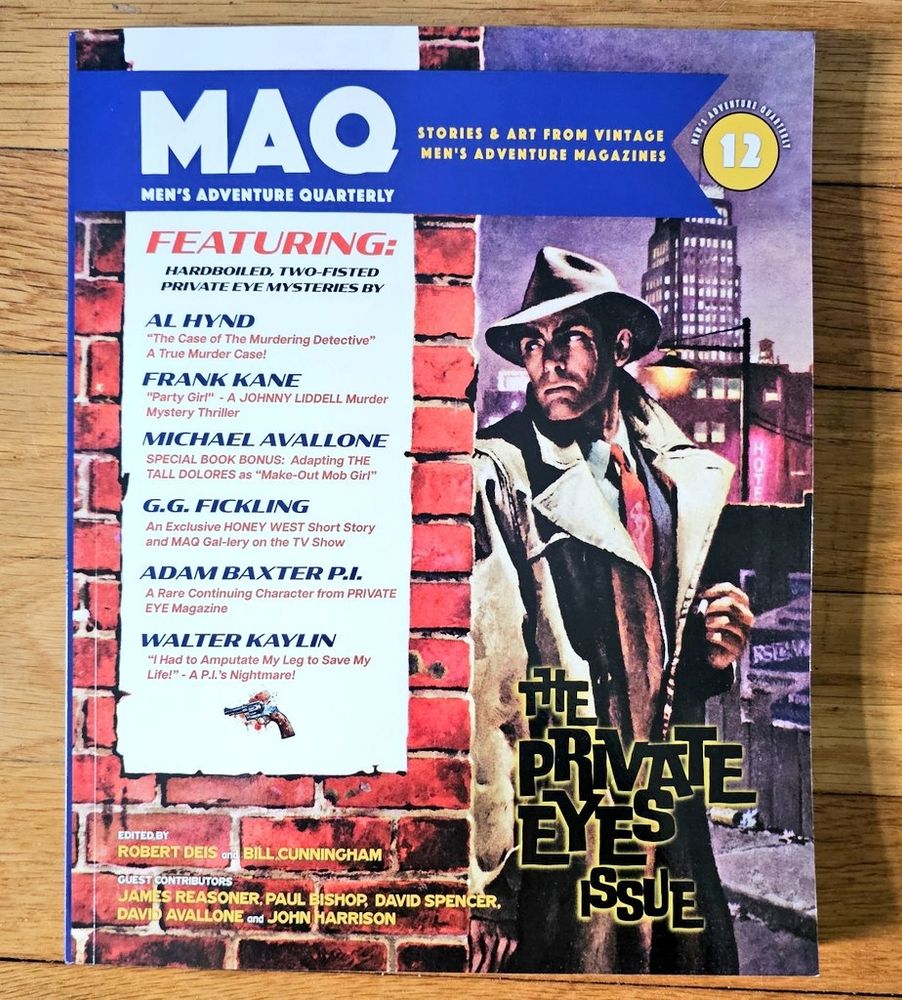 MAQ
MEN'S ADVENTURE QUARTERLY
STORIES & ART FROM VINTAGE
MEN'S ADVENTURE MAGAZINES
MEN'S ADVENTURE QUARTERLY
12
FEATURING:
HARDBOILED, TWO-FISTED
PRIVATE EYE MYSTERIES BY
AL HYND
"The Case of The Murdering Detective"
A True Murder Case!
FRANK KANE
"Party Girl" - A JOHNNY LIDDELL Murder
Mystery Thriller
MICHAEL AVALLONE
SPECIAL BOOK BONUS: Adapting THE
TALL DOLORES as "Make-Out Mob Girl"
G.G. FICKLING
An Exclusive HONEY WEST Short Story
and MAQ Gal-lery on the TV Show
ADAM BAXTER P.I.
A Rare Continuing Character from PRIVATE
EYE Magazine
WALTER KAYLIN
"I Had to Amputate My Leg to Save My
Life!" - A P.I.'s Nightmare!
HOTE
THE
PRIVATE
EYES
ISSUE
EDITED BY
ROBERT DEIS and BILL CUNNINGHAM
GUEST CONTRIBUTORS
JAMES REASONER, PAUL BISHOP, DAVID SPENCER,
DAVID AVALLONE and JOHN HARRISON